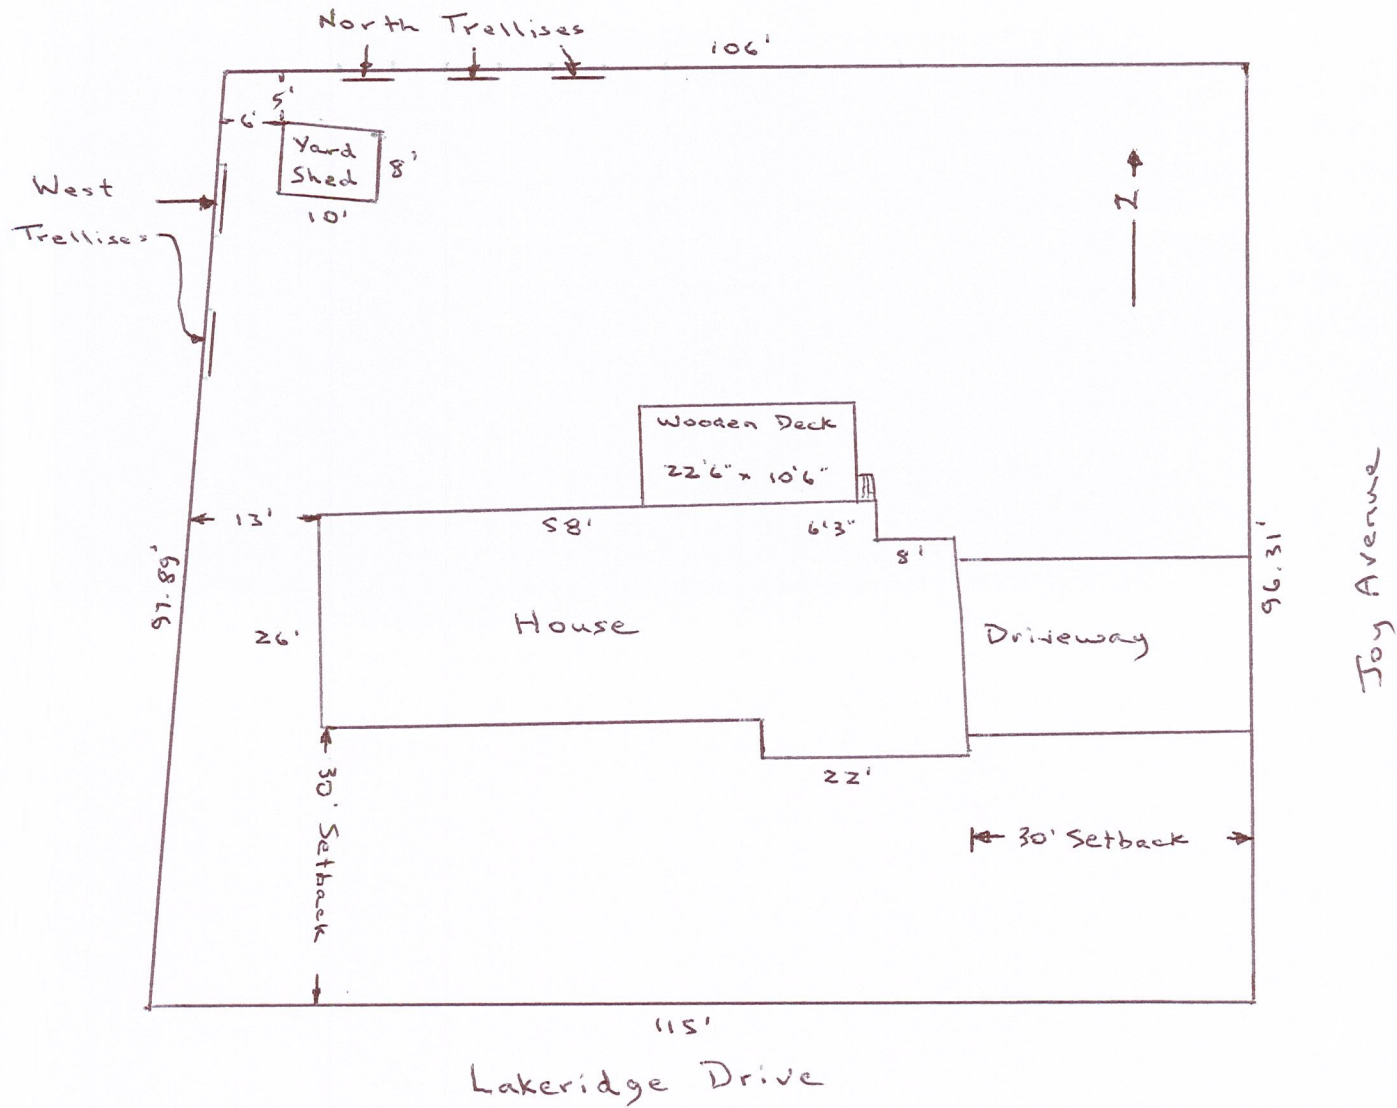 North Trellises
106'
5'
6'
Yard
Shed
8'
10'
West
Trellises
N
Wooden Deck
22'6" x 10'6"
13'
58'
6'3"
8'
97.89'
26'
House
Driveway
96.31'
Joy Avenue
22'
30' Setback
30' Setback
115'
Lakeridge Drive